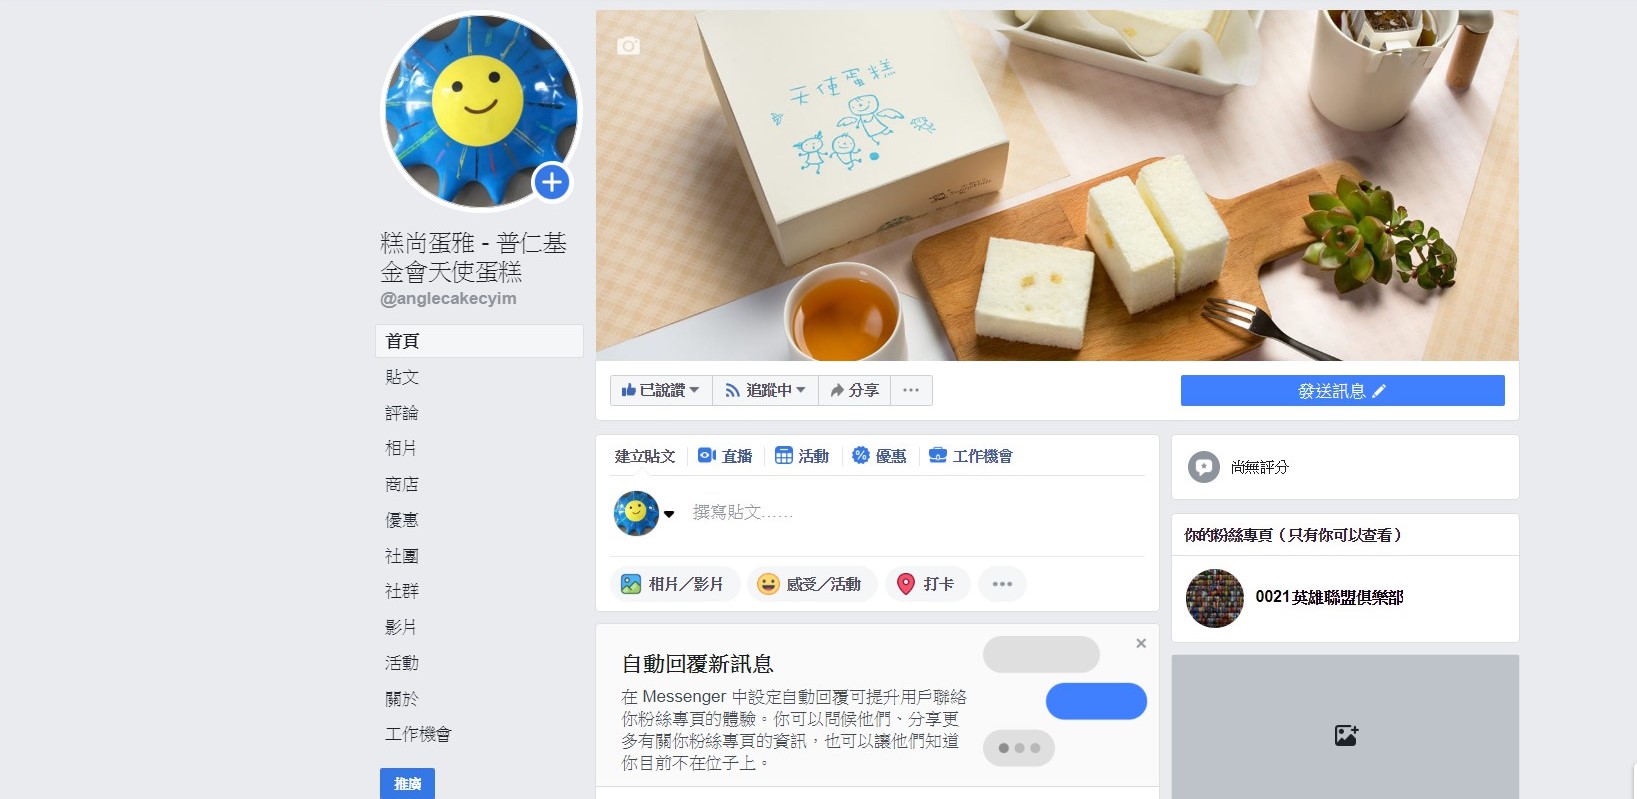 天使蛋糕
糕尚蛋雅 - 普仁基
金會天使蛋糕
@anglecakecyim
首頁
貼文
評論
相片
商店
優惠
社團
社群
影片
活動
關於
工作機會
推廣
已說讚
追蹤中
分享
發送訊息
建立貼文
直播
活動
優惠
工作機會
撰寫貼文……
相片／影片
感受／活動
打卡
自動回覆新訊息
在 Messenger 中設定自動回覆可提升用戶聯絡
你粉絲專頁的體驗。你可以問候他們、分享更
多有關你粉絲專頁的資訊，也可以讓他們知道
你目前不在位子上。
尚無評分
你的粉絲專頁（只有你可以查看）
0021英雄聯盟俱樂部